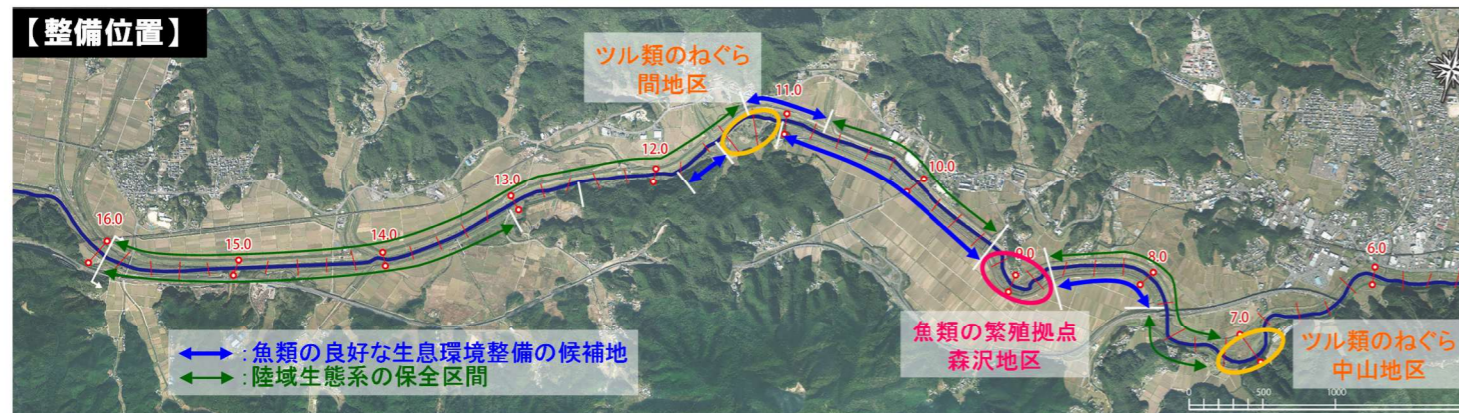 【整備位置】
ツル類のねぐら
間地区
11.0
12.0
10.0
13.0
16.0
15.0
14.0
9.0
8.0
6.0
7.0
魚類の繁殖拠点
森沢地区
ツル類のねぐら
中山地区
:魚類の良好な生息環境整備の候補地
:陸域生態系の保全区間
0 500 1000